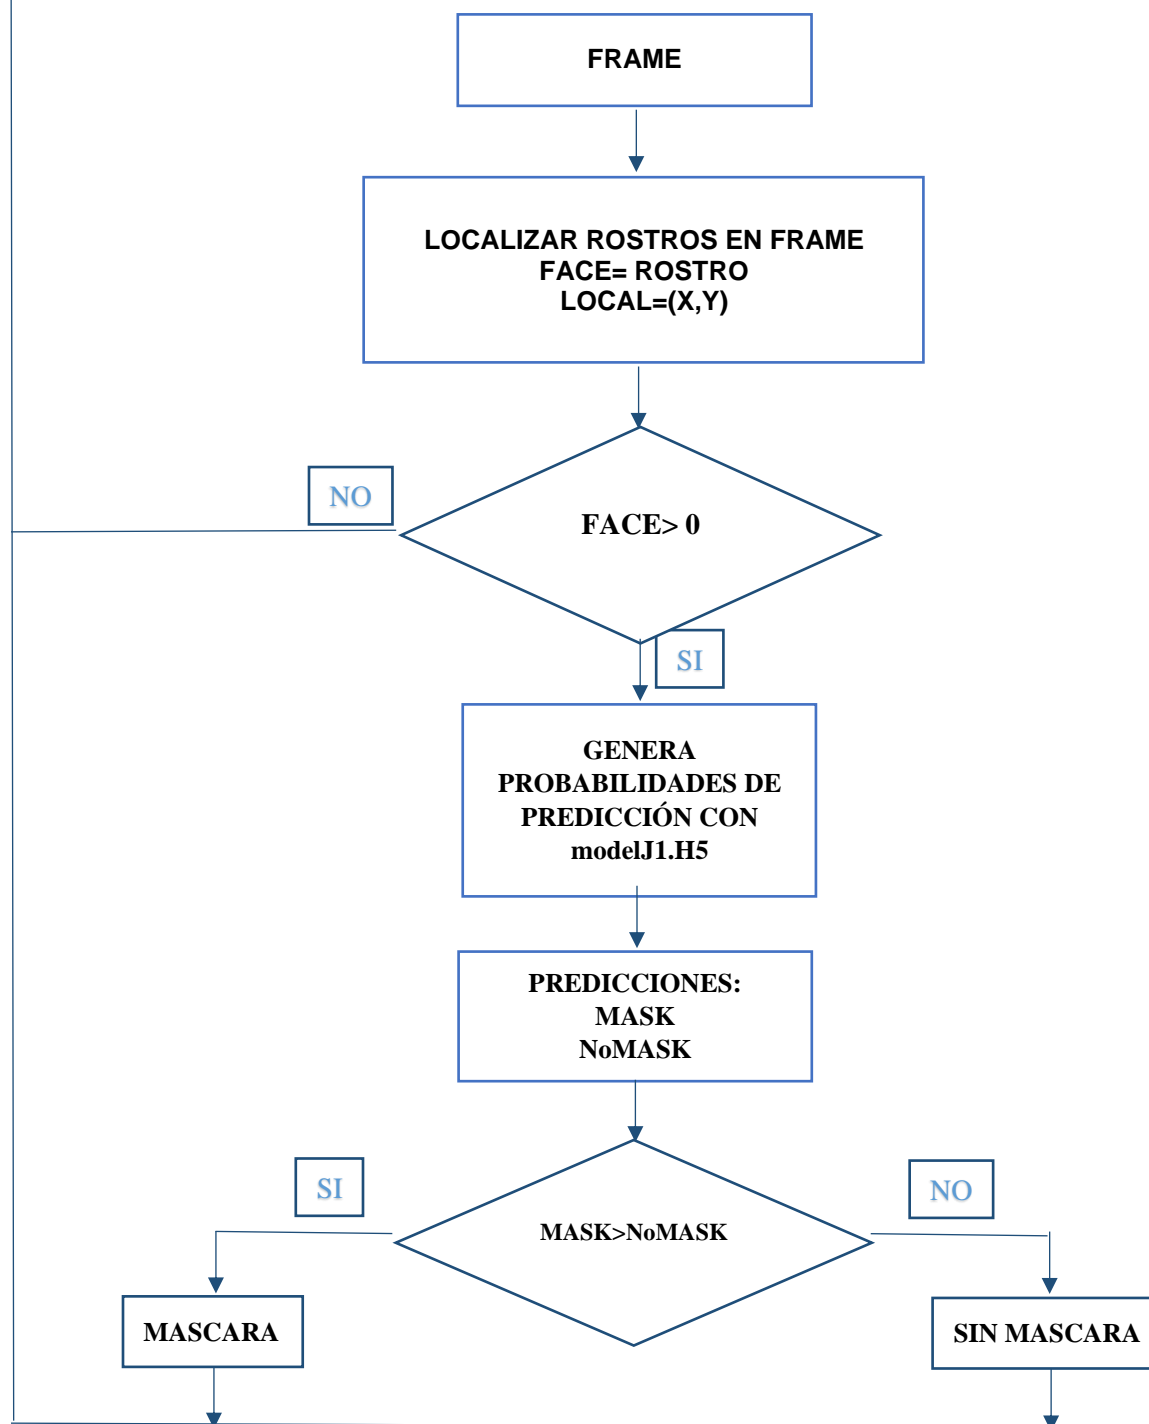 FRAME
LOCALIZAR ROSTROS EN FRAME
FACE= ROSTRO
LOCAL=(X,Y)
NO
FACE> 0
SI
GENERA
PROBABILIDADES DE
PREDICCIÓN CON
modelJ1.H5
PREDICCIONES:
MASK
NoMASK
SI
NO
MASK>NoMASK
MASCARA
SIN MASCARA